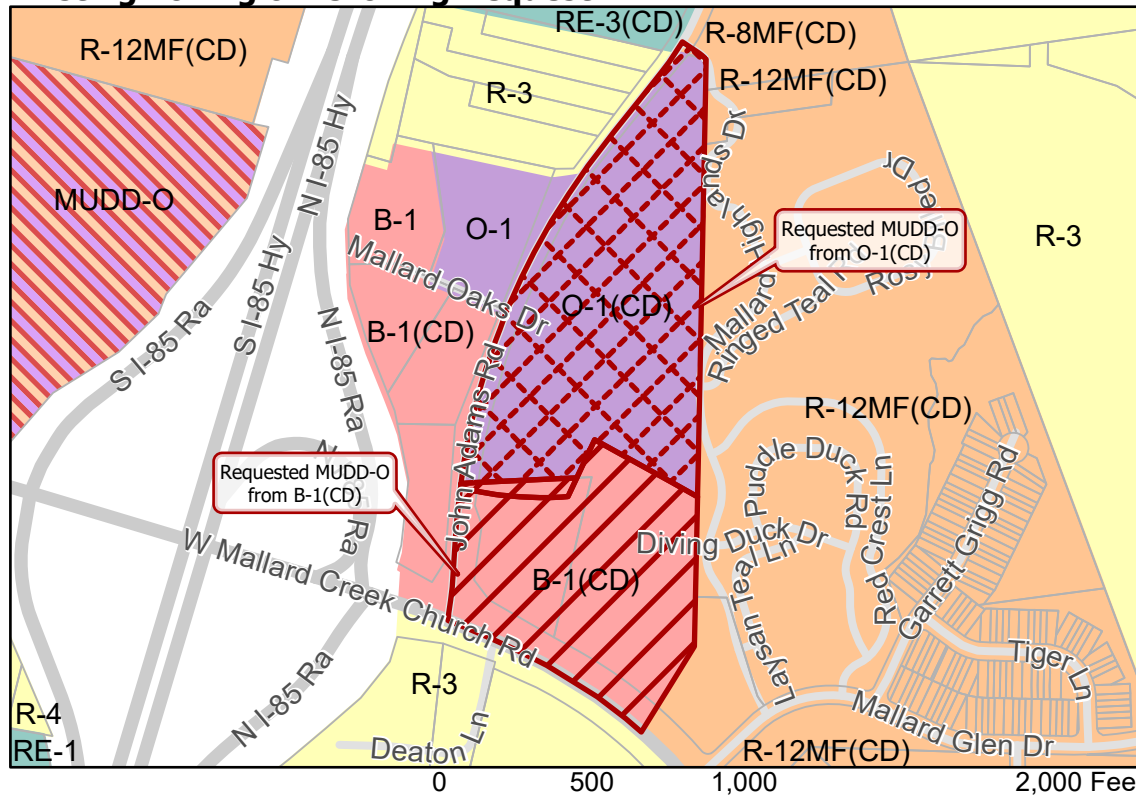 RE-3(CD)
R-8MF(CD)
R-12MF(CD)
R-12MF(CD)
R-3
MUDD-O
N I-85 Hy
S I-85 Hy
S I-85 Ra
N I-85 Ra
B-1
O-1
Mallard Oaks Dr
B-1(CD)
O-1(CD)
John Adams Rd
Mallard Highlands Dr
Ringed Teal Rd
Requested MUDD-O
from O-1(CD)
R-3
R-12MF(CD)
Requested MUDD-O
from B-1(CD)
W Mallard Creek Church Rd
B-1(CD)
Diving Duck Dr
Puddle Duck Rd
Red Crest Ln
Laysan Teal Ln
Garrett Grigg Rd
Tiger Ln
Mallard Glen Dr
N I-85 Ra
R-3
Deaton Ln
R-4
RE-1
R-12MF(CD)
0 500 1,000 2,000 Fee